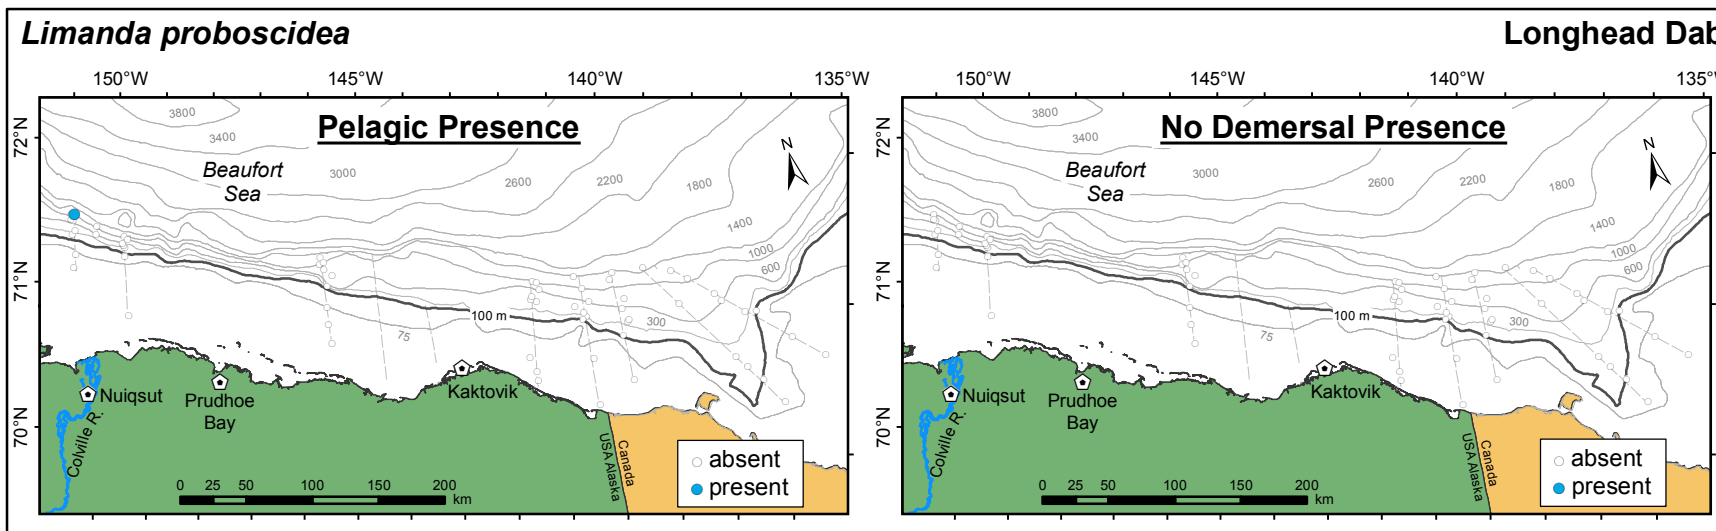 Limanda proboscidea
Longhead Dab
150°W
145°W
140°W
135°W
72°N
71°N
70°N
Pelagic Presence
Beaufort
Sea
N
3800
3400
3000
2600
2200
1800
1400
1000
600
300
100 m
75
Nuiqsut
Prudhoe
Bay
Kaktovik
Colville R.
USA Alaska
Canada
0 25 50 100 150 200
km
absent
present
150°W
145°W
140°W
135°
72°N
71°N
70°N
No Demersal Presence
Beaufort
Sea
N
3800
3400
3000
2600
2200
1800
1400
1000
600
300
100 m
75
Nuiqsut
Prudhoe
Bay
Kaktovik
Colville R.
USA Alaska
Canada
0 25 50 100 150 200
km
absent
present